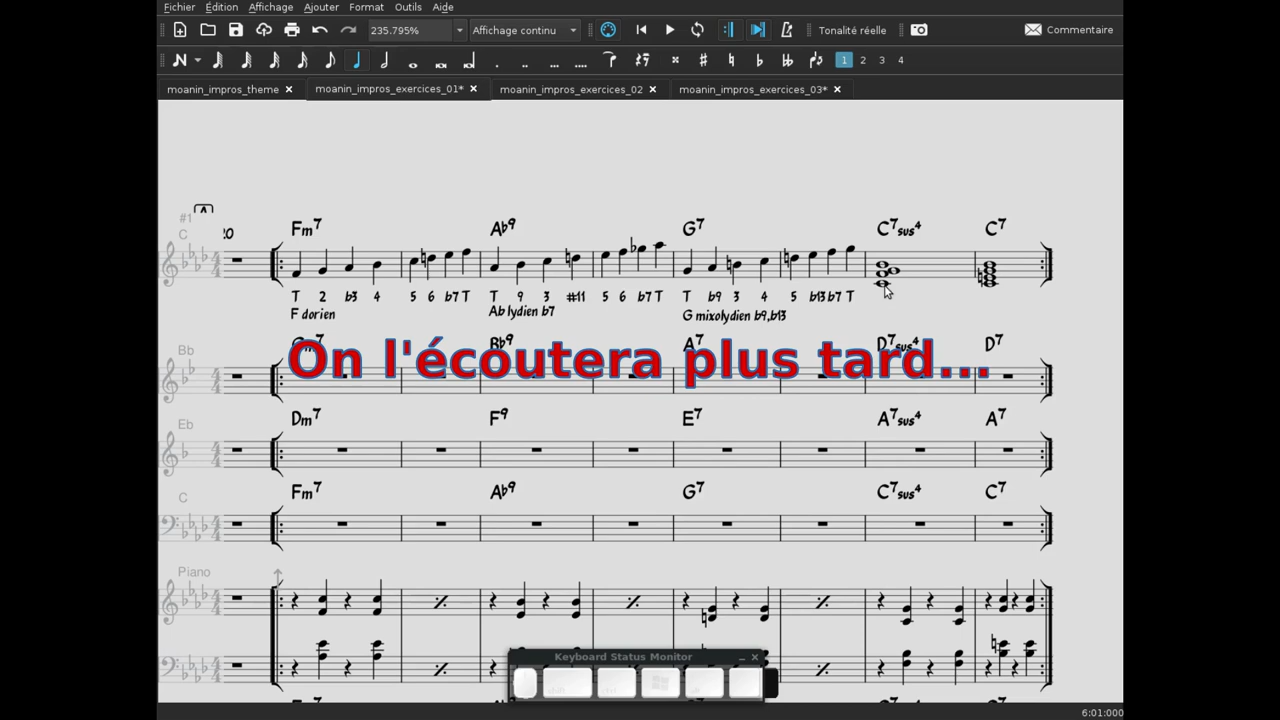 Fichier Édition Affichage Ajouter Format Outils Aide
235.795% Affichage continu Tonalité réelle Commentaire
1 2 3 4
moanin_impros_theme moanin_impros_exercices_01* moanin_impros_exercices_02 moanin_impros_exercices_03*
A
#1
C 20 Fm7 Ab9 G7 C7sus4 C7
T 2 b3 4 5 6 b7 T T 9 3 #11 5 6 b7 T T b9 3 4 5 b13 b7 T
F dorien Ab lydien b7 G mixolydien b9,b13
Bb Bb9 A7 D7sus4 D7
On l'écoutera plus tard...
Eb Dm7 F9 E7 A7sus4 A7
C Fm7 Ab9 G7 C7sus4 C7
Piano
Keyboard Status Monitor
6:01:000